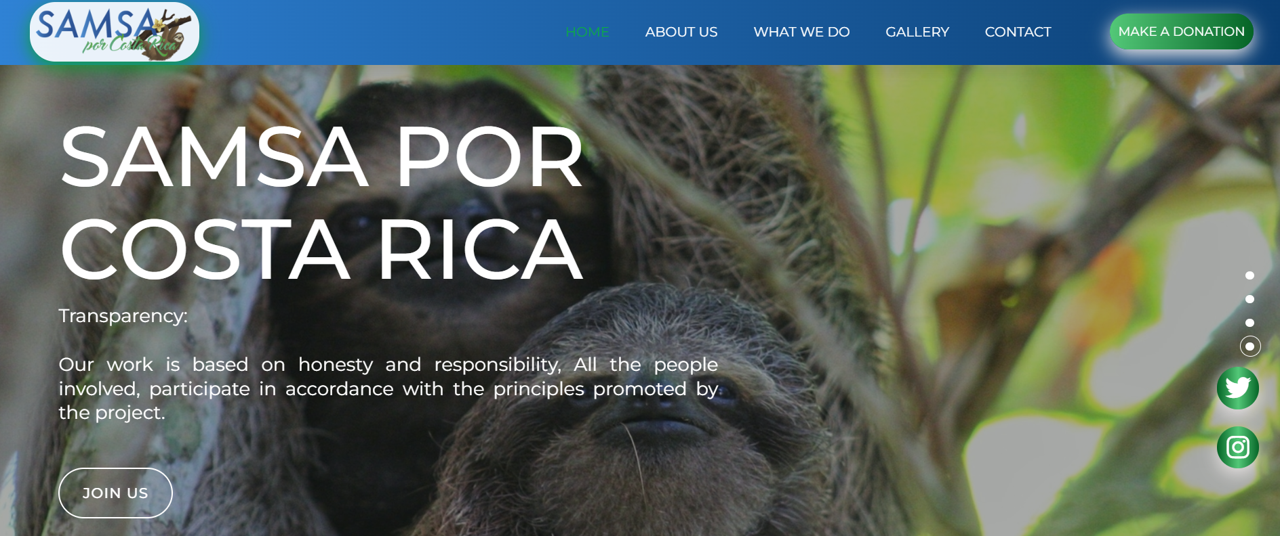 SAMSA
por Costa Rica
HOME
ABOUT US
WHAT WE DO
GALLERY
CONTACT
MAKE A DONATION
SAMSA POR
COSTA RICA
Transparency:
Our work is based on honesty and responsibility, All the people
involved, participate in accordance with the principles promoted by
the project.
JOIN US